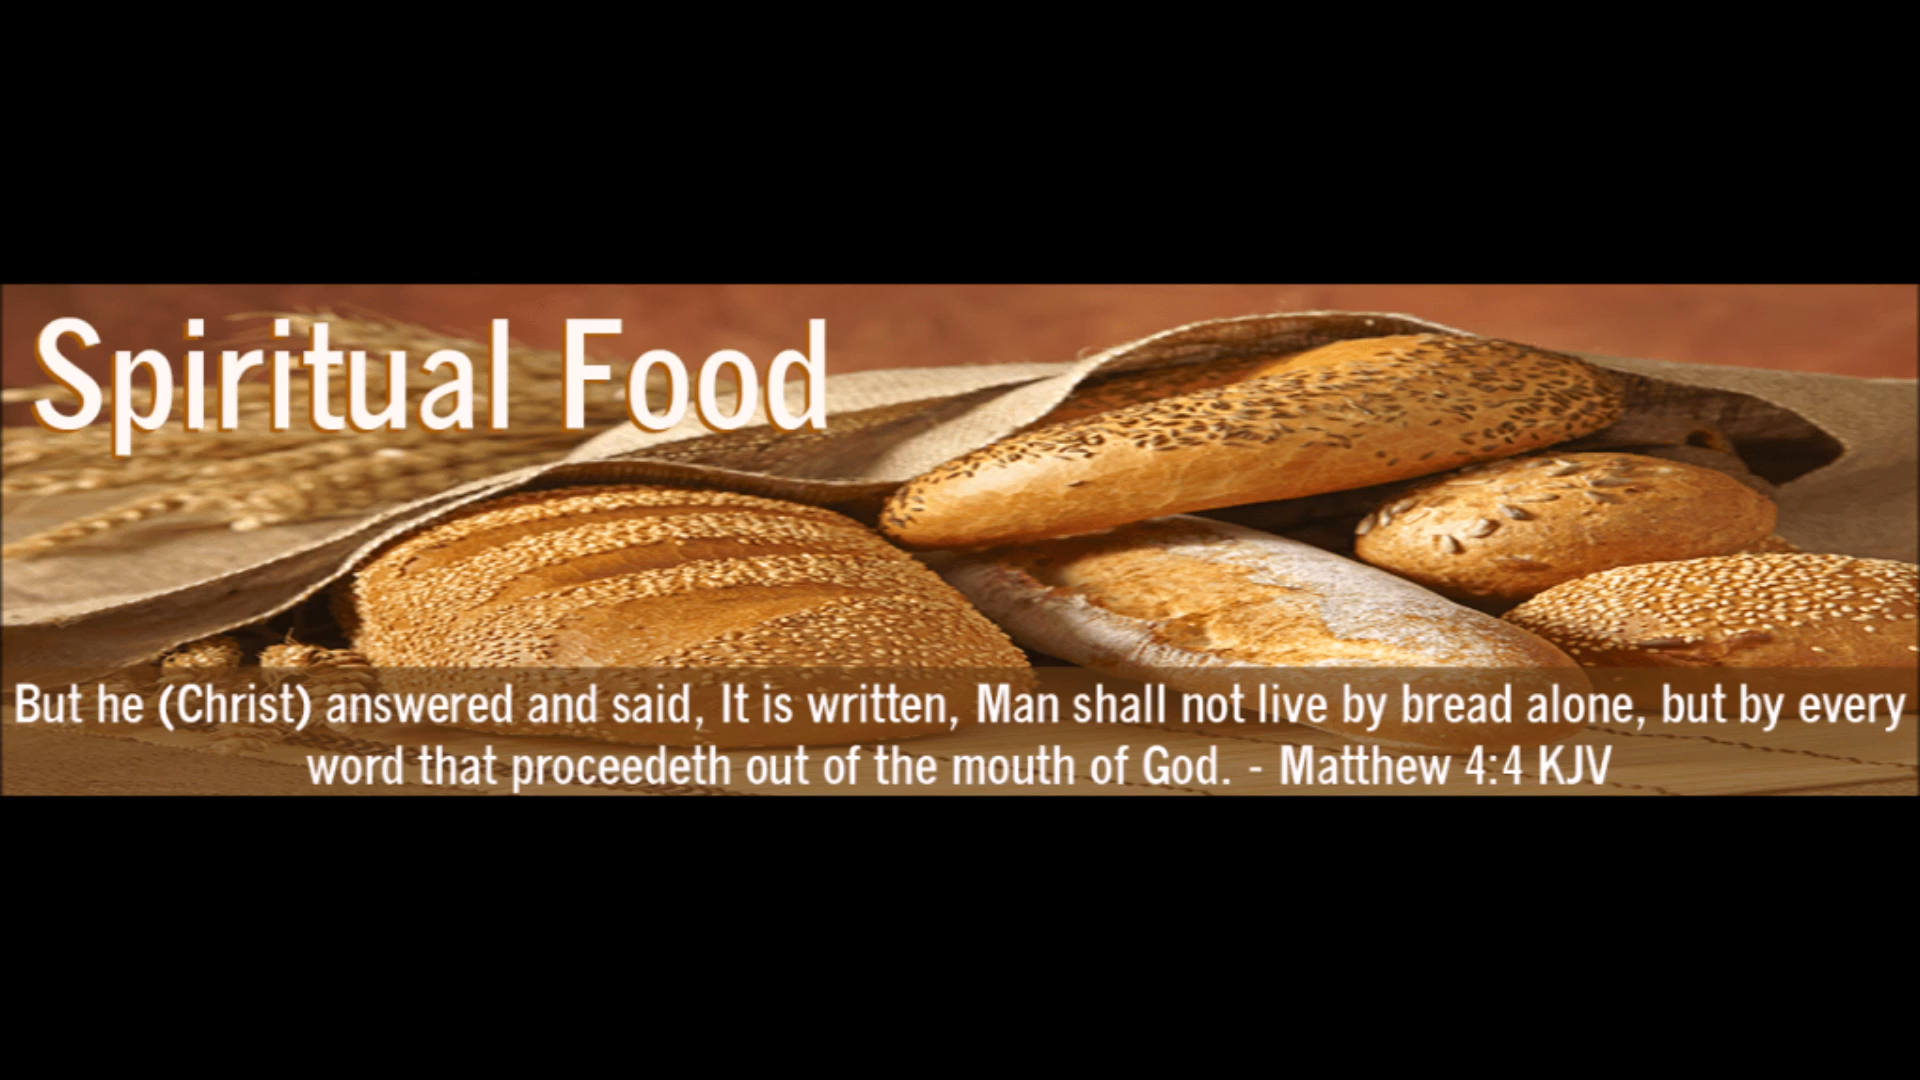 Spiritual Food
But he (Christ) answered and said, It is written, Man shall not live by bread alone, but by every
word that proceedeth out of the mouth of God. - Matthew 4:4 KJV